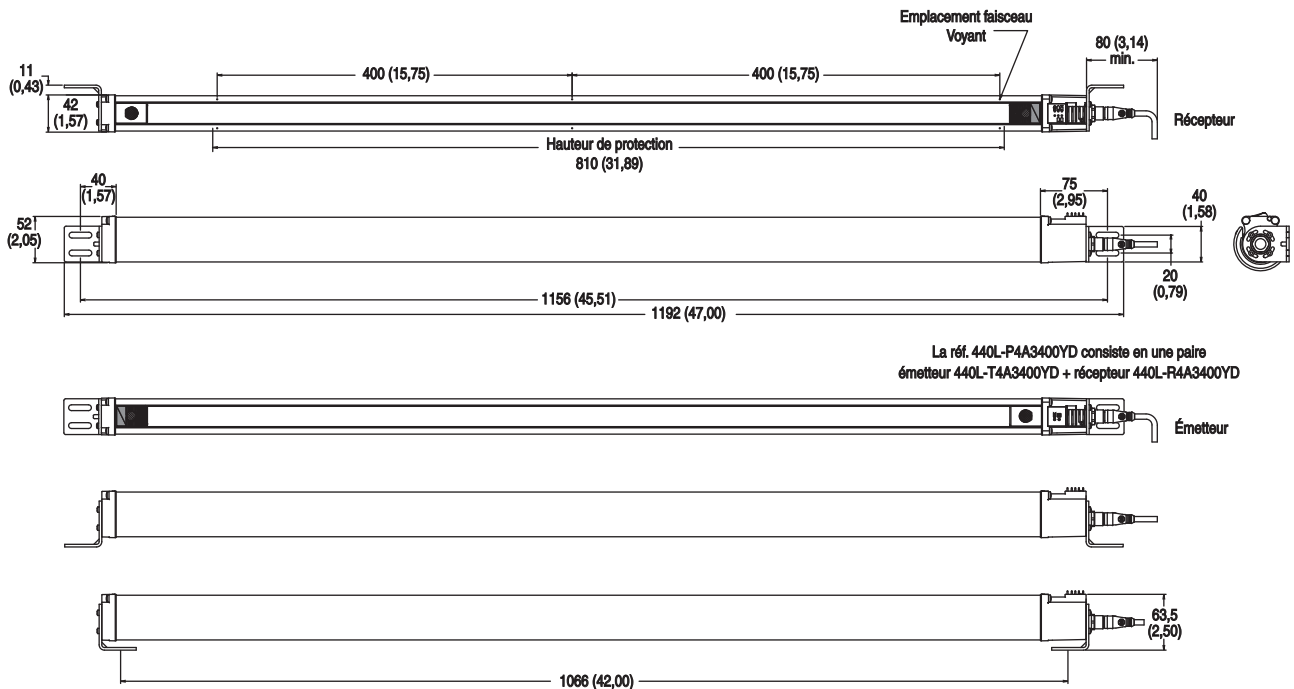 Emplacement faisceau
Voyant
80 (3,14)
min.
11
(0,43)
400 (15,75)
400 (15,75)
42
(1,57)
Récepteur
Hauteur de protection
810 (31,89)
40
(1,57)
75
(2,95)
40
(1,58)
52
(2,05)
20
(0,79)
1156 (45,51)
1192 (47,00)
La réf. 440L-P4A3400YD consiste en une paire
émetteur 440L-T4A3400YD + récepteur 440L-R4A3400YD
Émetteur
63,5
(2,50)
1066 (42,00)